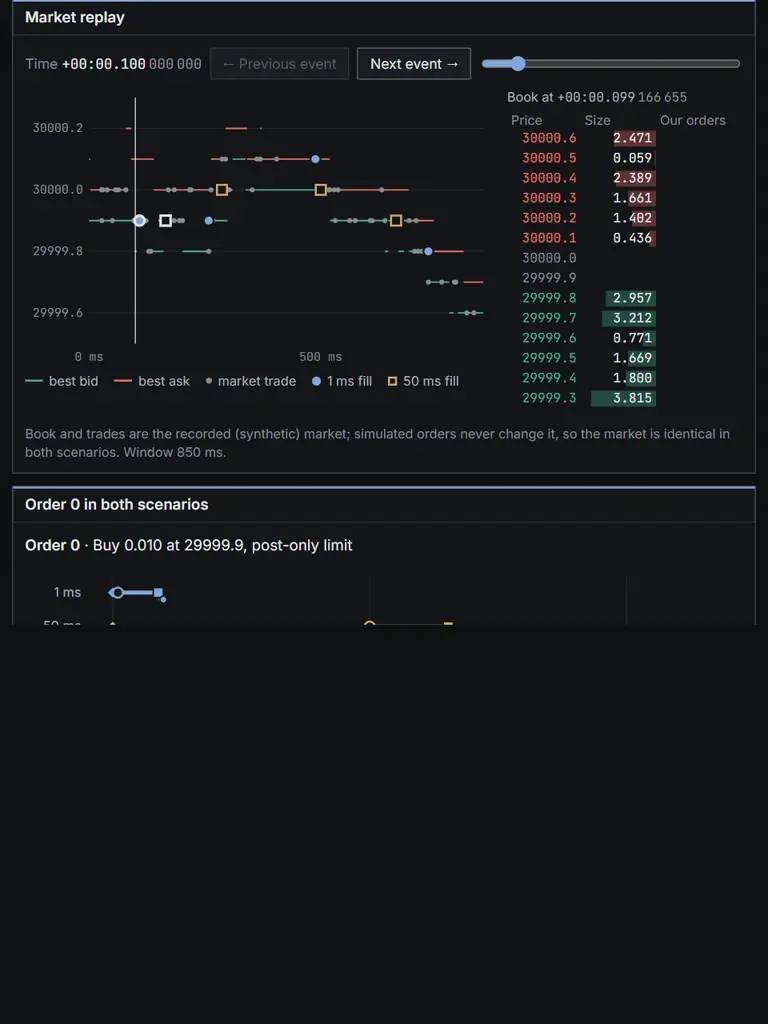 Market replay
Time +00:00.100 000 000 ← Previous event Next event →
Book at +00:00.099 166 655
Price Size Our orders
30000.6 2.471
30000.5 0.059
30000.4 2.389
30000.3 1.661
30000.2 1.402
30000.1 0.436
30000.0
29999.9
29999.8 2.957
29999.7 3.212
29999.6 0.771
29999.5 1.669
29999.4 1.800
29999.3 3.815
30000.2
30000.0
29999.8
29999.6
0 ms 500 ms
best bid best ask market trade 1 ms fill 50 ms fill
Book and trades are the recorded (synthetic) market; simulated orders never change it, so the market is identical in
both scenarios. Window 850 ms.
Order 0 in both scenarios
Order 0 · Buy 0.010 at 29999.9, post-only limit
1 ms
50 ms